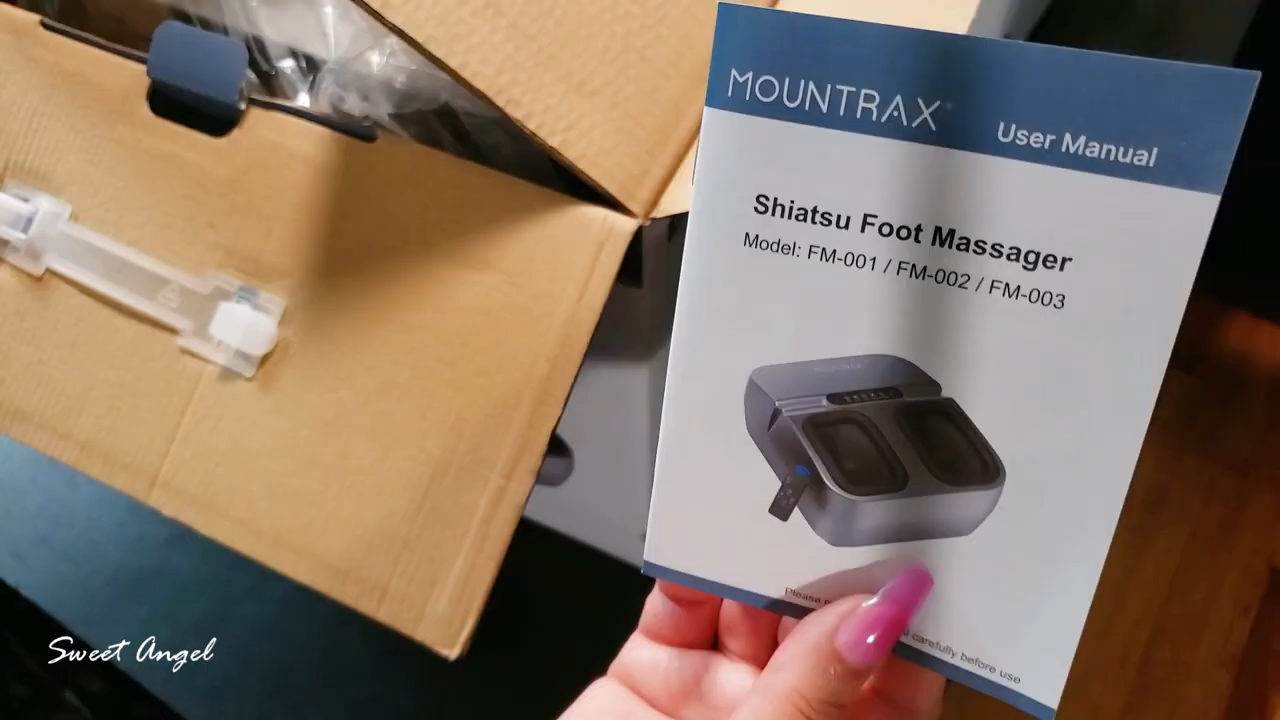 MOUNTRAX
User Manual
Shiatsu Foot Massager
Model: FM-001 / FM-002 / FM-003
Please
carefully before use
Sweet Angel